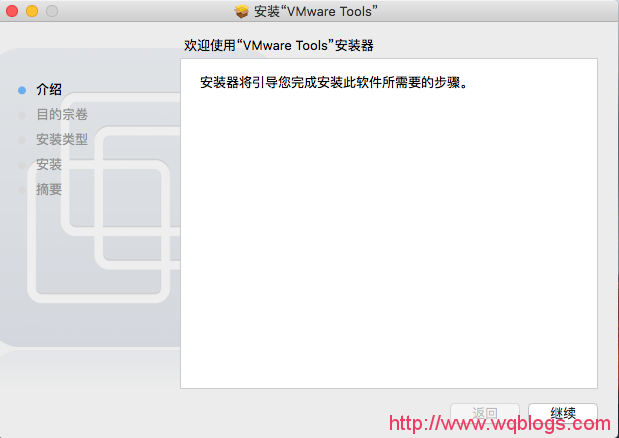 安装“VMware Tools”
欢迎使用“VMware Tools”安装器
介绍
目的宗卷
安装类型
安装
摘要
安装器将引导您完成安装此软件所需要的步骤。
返回
继续
http://www.wqblogs.com